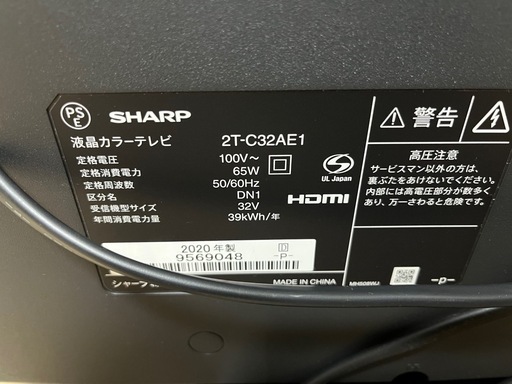 PS
E
SHARP
液晶カラーテレビ 2T-C32AE1
定格電圧 100V～
定格消費電力 65W
定格周波数 50/60Hz
区分名 DN1
受信機型サイズ 32V
年間消費電力量 39kWh/年
UL Japan
HDMI
2020年製 D
9569048 -P-
シャープ
MADE IN CHINA
警告
高圧注意
サービスマン以外の方は、
裏ぶたをあけないでください。
内部には高電圧部分が数多く
あり、万一さわると危険です。
-P-